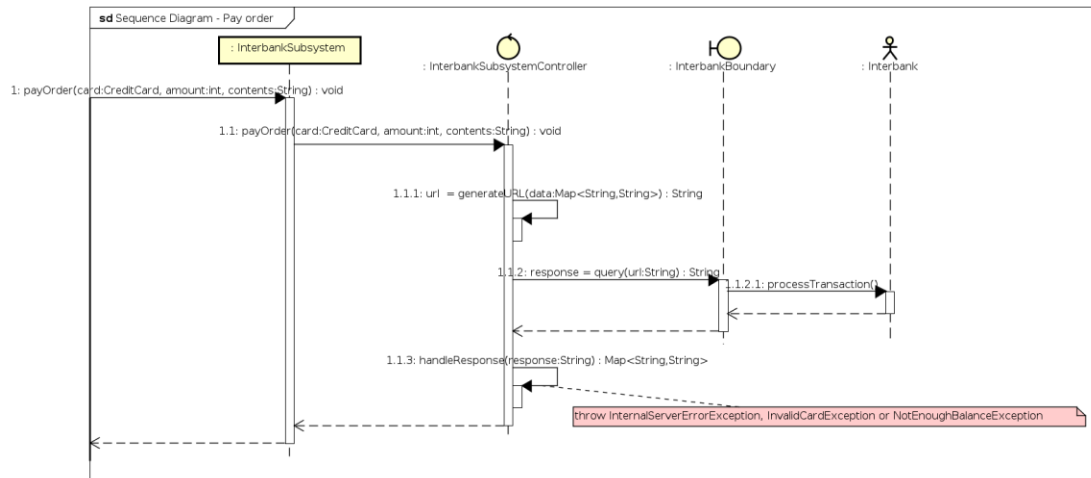 sd Sequence Diagram - Pay order
: InterbankSubsystem
: InterbankSubsystemController
: InterbankBoundary
: Interbank
1: payOrder(card:CreditCard, amount:int, contents:String) : void
1.1: payOrder(card:CreditCard, amount:int, contents:String) : void
1.1.1: url = generateURL(data:Map<String,String>) : String
1.1.2: response = query(url:String) : String
1.1.2.1: processTransaction()
1.1.3: handleResponse(response:String) : Map<String,String>
throw InternalServerErrorException, InvalidCardException or NotEnoughBalanceException